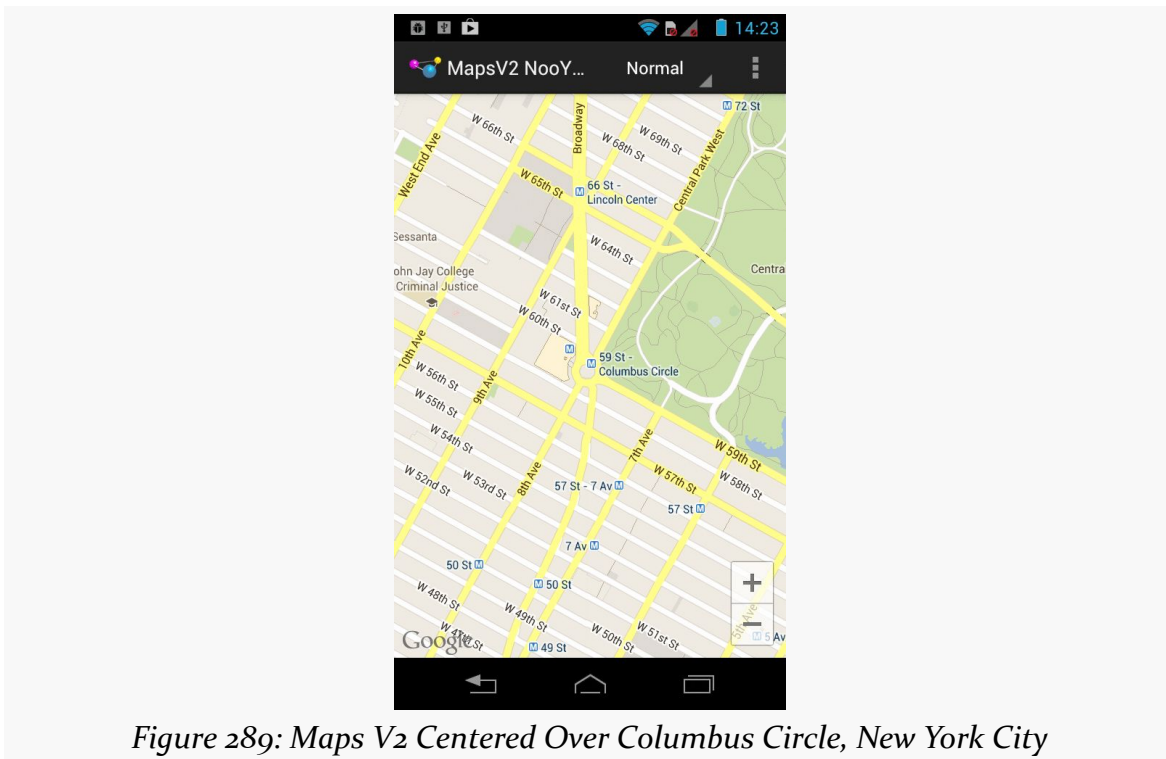 14:23
MapsV2 NooY... Normal
72 St
W 66th St
Broadway
W 69th St
W 68th St
Central Park West
West End Ave
W 65th St
66 St -
Lincoln Center
Sessanta
W 64th St
Centra
ohn Jay College
Criminal Justice
W 61st St
W 60th St
10th Ave
59 St -
Columbus Circle
W 56th St
9th Ave
W 55th St
W 54th St
7th Ave
W 59th St
W 52nd St
W 53rd St
8th Ave
57 St - 7 Av
W 57th St
W 58th St
57 St
7 Av
50 St
50 St
+
W 48th St
W 49th St
5th Ave
−
Google
W 50th St
W 51st St
5 Av
49 St
Figure 289: Maps V2 Centered Over Columbus Circle, New York City